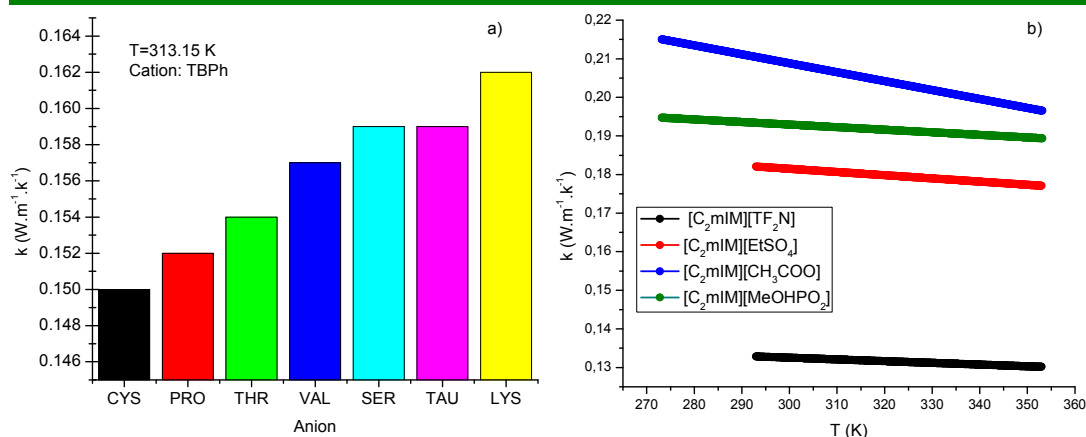 a)
T=313.15 K
Cation: TBPh
k (W.m⁻¹.k⁻¹)
0.164
0.162
0.160
0.158
0.156
0.154
0.152
0.150
0.148
0.146
CYS PRO THR VAL SER TAU LYS
Anion
b)
k (W.m⁻¹.k⁻¹)
0,22
0,21
0,20
0,19
0,18
0,17
0,16
0,15
0,14
0,13
[C₂mIM][TF₂N]
[C₂mIM][EtSO₄]
[C₂mIM][CH₃COO]
[C₂mIM][MeOHPO₂]
270 280 290 300 310 320 330 340 350 360
T (K)